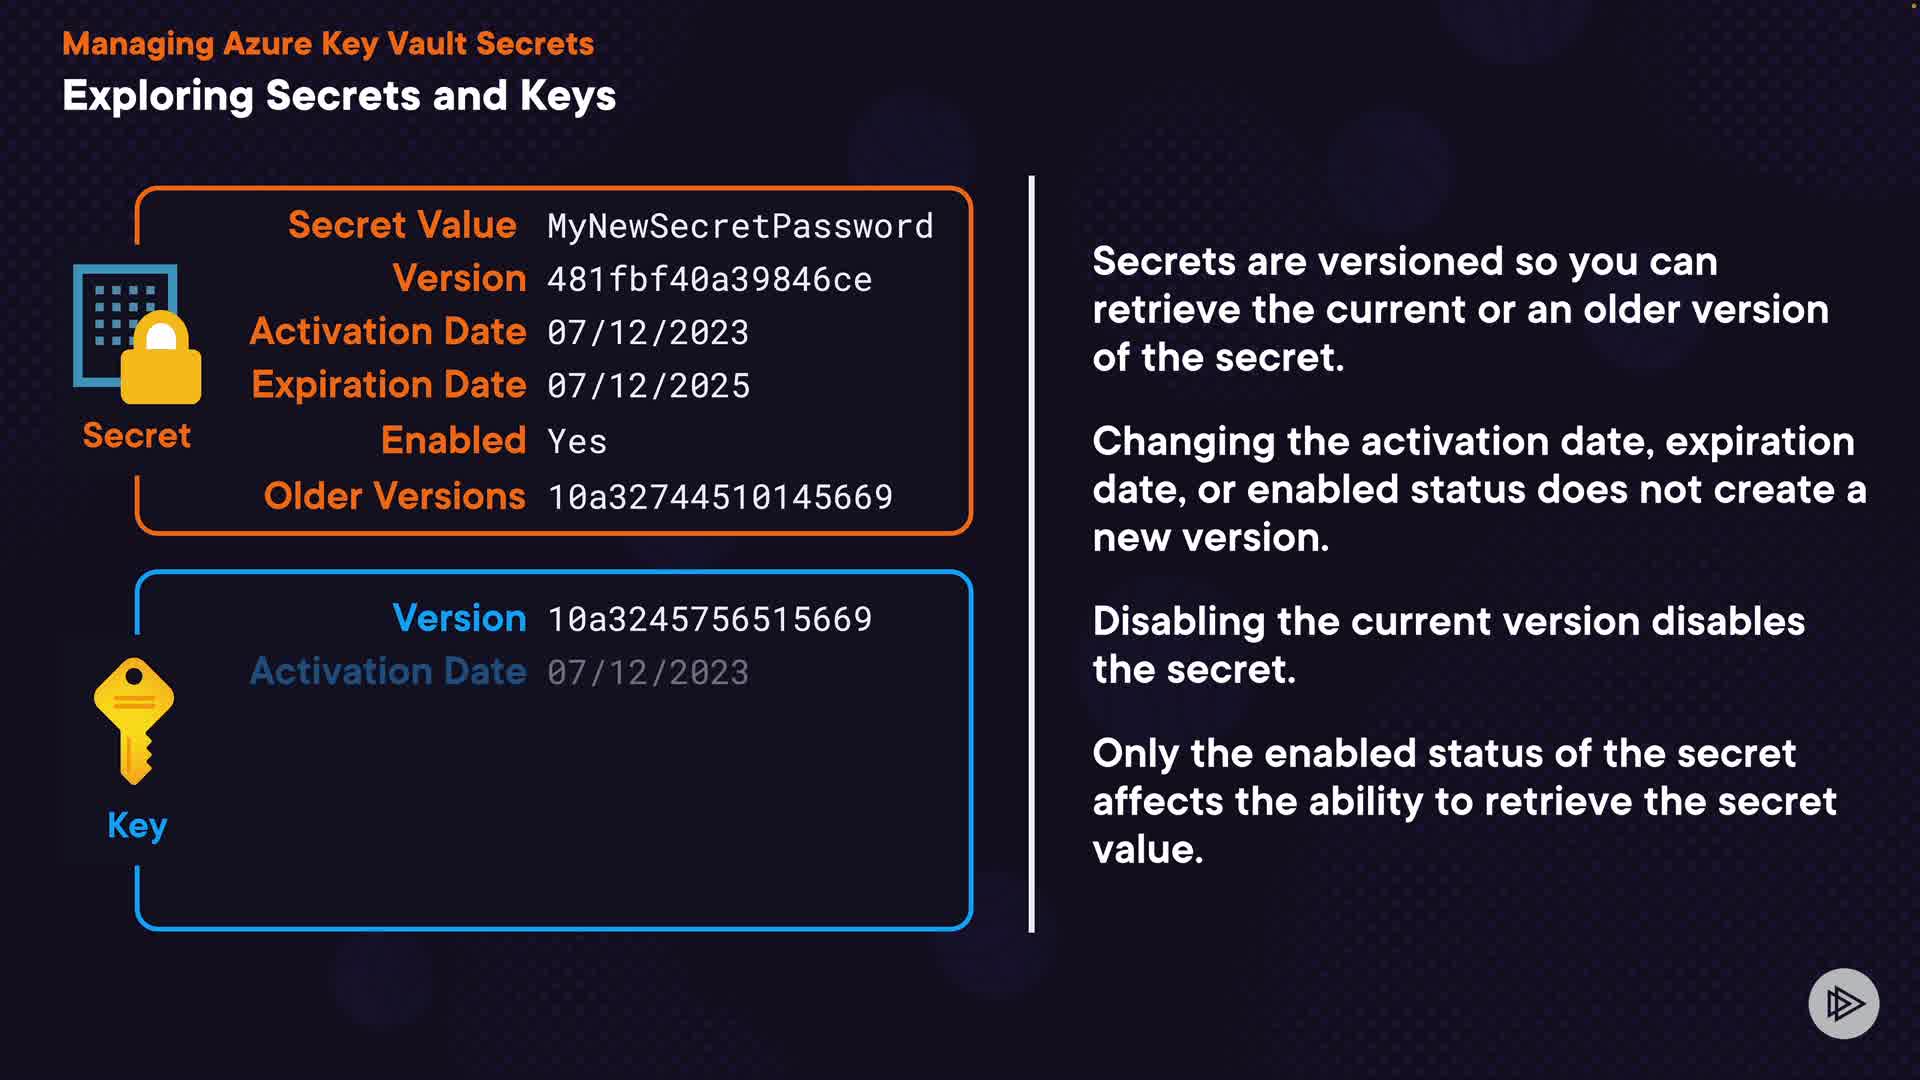 Managing Azure Key Vault Secrets
Exploring Secrets and Keys
Secret Value MyNewSecretPassword
Version 481fbf40a39846ce
Activation Date 07/12/2023
Expiration Date 07/12/2025
Enabled Yes
Older Versions 10a32744510145669
Secret
Version 10a3245756515669
Activation Date 07/12/2023
Key
Secrets are versioned so you can
retrieve the current or an older version
of the secret.
Changing the activation date, expiration
date, or enabled status does not create a
new version.
Disabling the current version disables
the secret.
Only the enabled status of the secret
affects the ability to retrieve the secret
value.